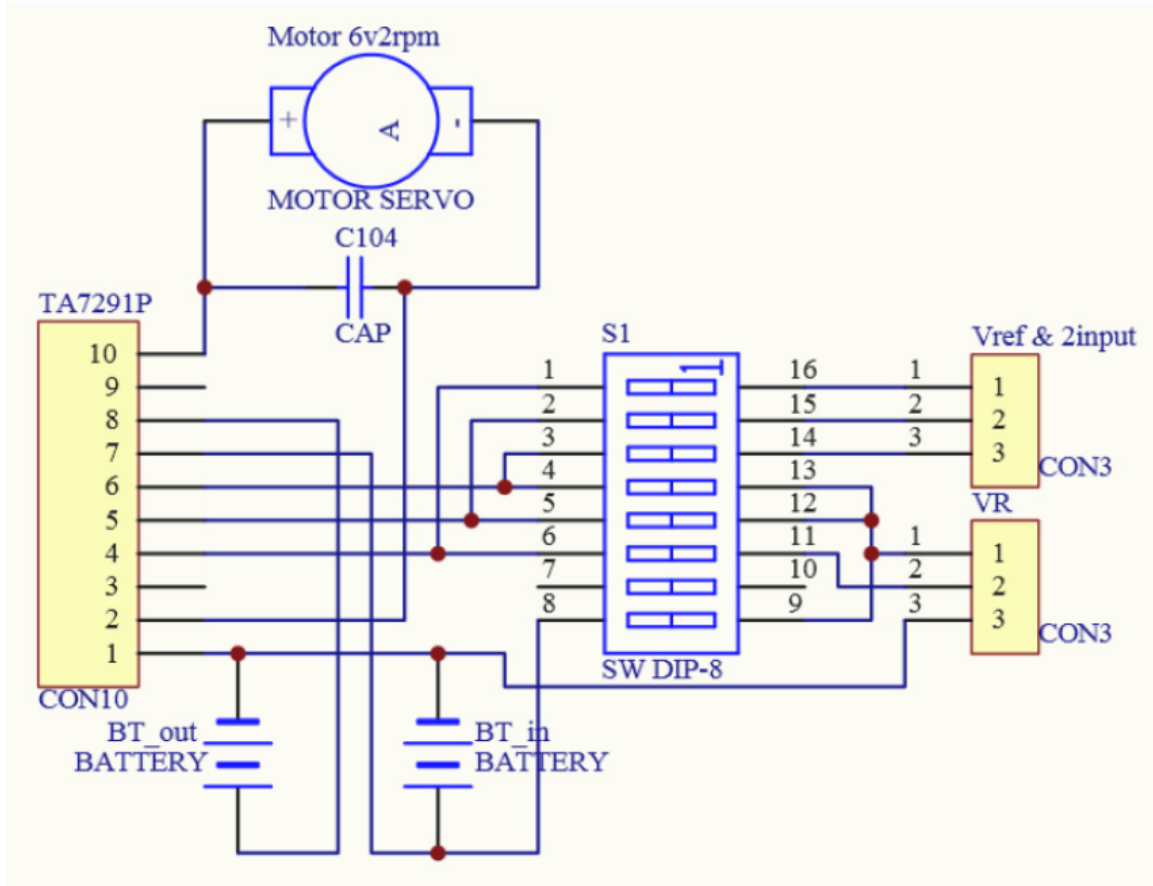 Motor 6v2rpm
+
A
-
MOTOR SERVO
C104
CAP
TA7291P
10
9
8
7
6
5
4
3
2
1
CON10
S1
1
1
2
3
4
5
6
7
8
16
15
14
13
12
11
10
9
SW DIP-8
Vref & 2input
1
2
3
1
2
3
CON3
VR
1
2
3
1
2
3
CON3
BT_out
BATTERY
BT_in
BATTERY